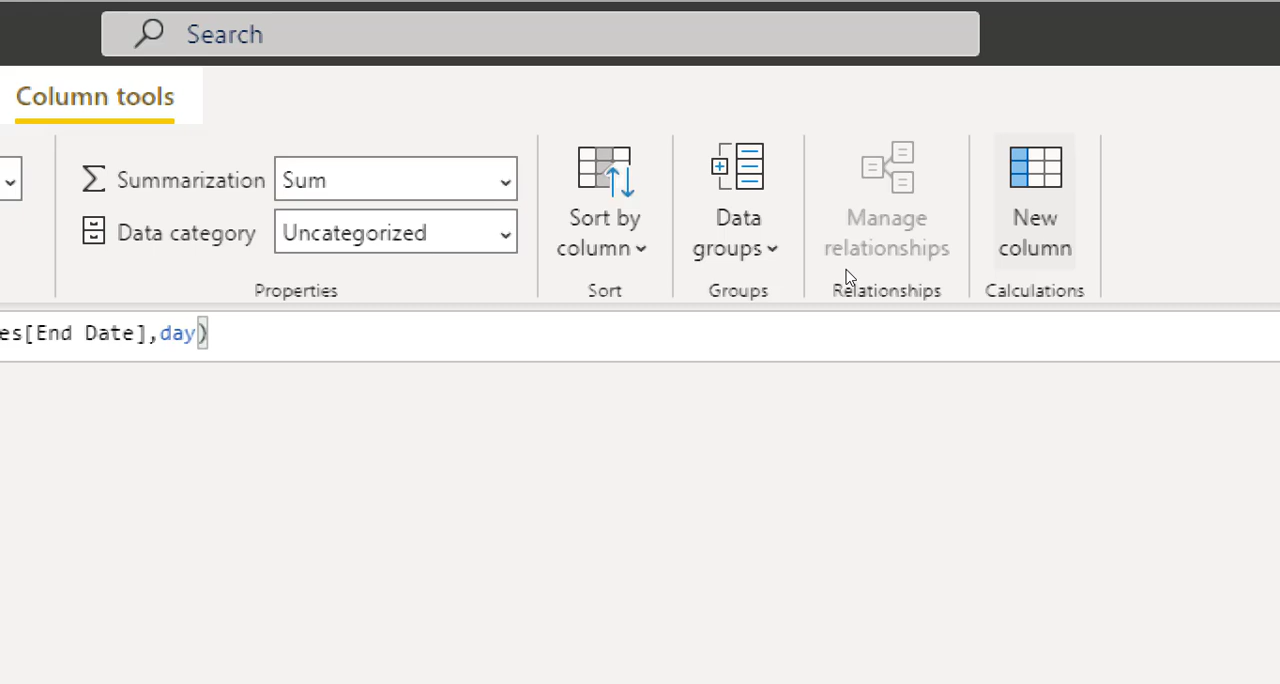 Search
Column tools
Summarization Sum
Data category Uncategorized
Sort by
column
Data
groups
Manage
relationships
New
column
Properties
Sort
Groups
Relationships
Calculations
es[End Date],day)